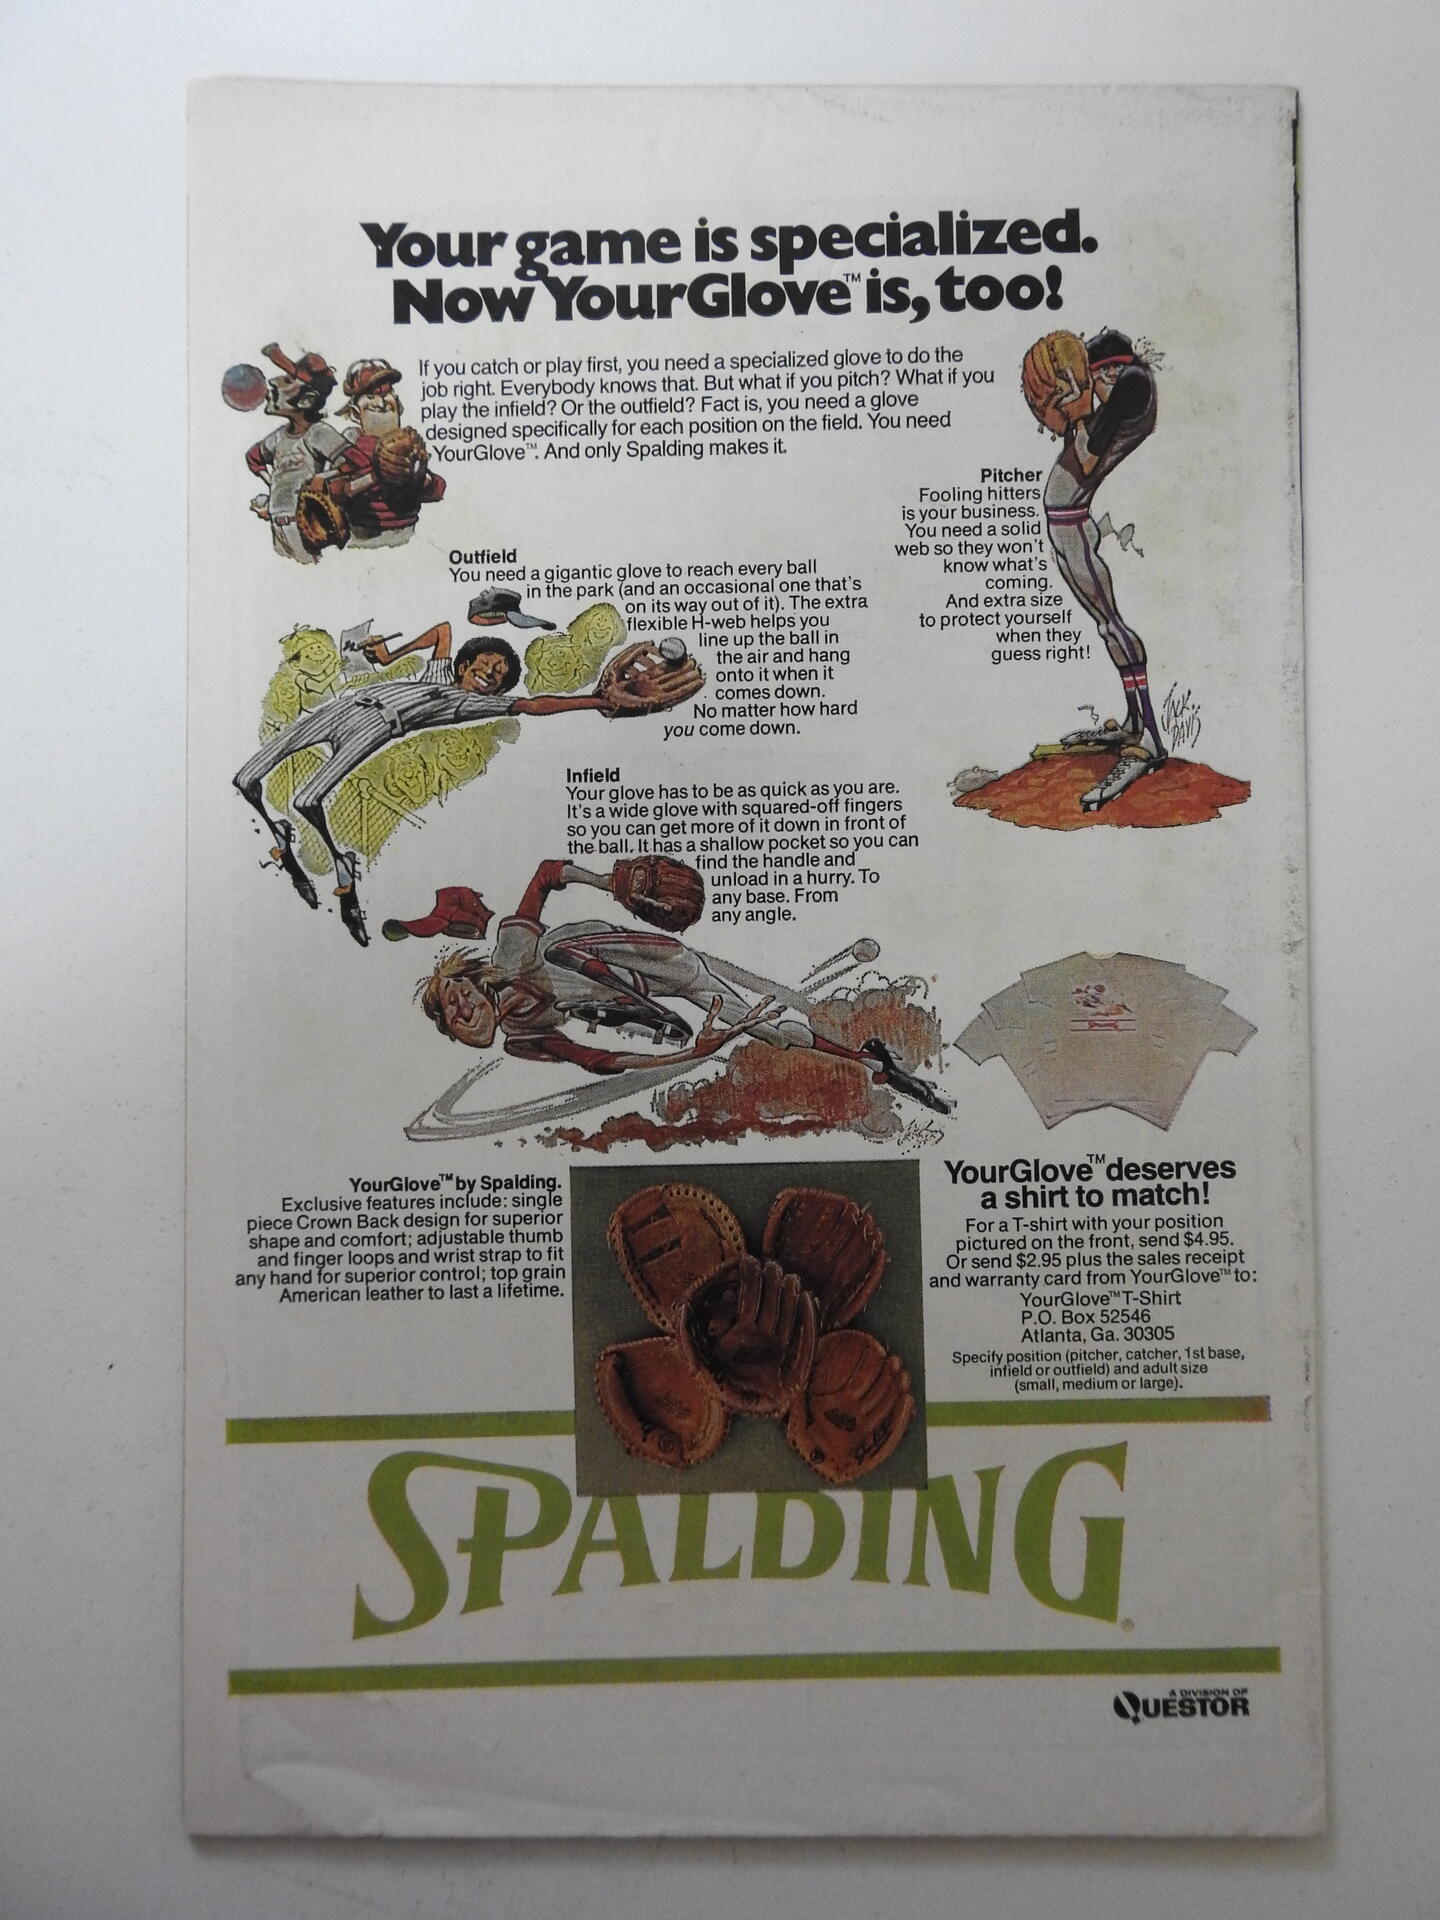 Your game is specialized.
Now YourGlove™ is, too!
If you catch or play first, you need a specialized glove to do the
job right. Everybody knows that. But what if you pitch? What if you
play the infield? Or the outfield? Fact is, you need a glove
designed specifically for each position on the field. You need
YourGlove™. And only Spalding makes it.
Pitcher
Fooling hitters
is your business.
You need a solid
web so they won't
know what's
coming.
And extra size
to protect yourself
when they
guess right!
JACK
DAVIS
Outfield
You need a gigantic glove to reach every ball
in the park (and an occasional one that's
on its way out of it). The extra
flexible H-web helps you
line up the ball in
the air and hang
onto it when it
comes down.
No matter how hard
you come down.
Infield
Your glove has to be as quick as you are.
It's a wide glove with squared-off fingers
so you can get more of it down in front of
the ball. It has a shallow pocket so you can
find the handle and
unload in a hurry. To
any base. From
any angle.
SPALDING
YourGlove™ by Spalding.
Exclusive features include: single
piece Crown Back design for superior
shape and comfort; adjustable thumb
and finger loops and wrist strap to fit
any hand for superior control; top grain
American leather to last a lifetime.
YourGlove™ deserves
a shirt to match!
For a T-shirt with your position
pictured on the front, send $4.95.
Or send $2.95 plus the sales receipt
and warranty card from YourGlove™ to:
YourGlove™ T-Shirt
P.O. Box 52546
Atlanta, Ga. 30305
Specify position (pitcher, catcher, 1st base,
infield or outfield) and adult size
(small, medium or large).
SPALDING®
A DIVISION OF
QUESTOR